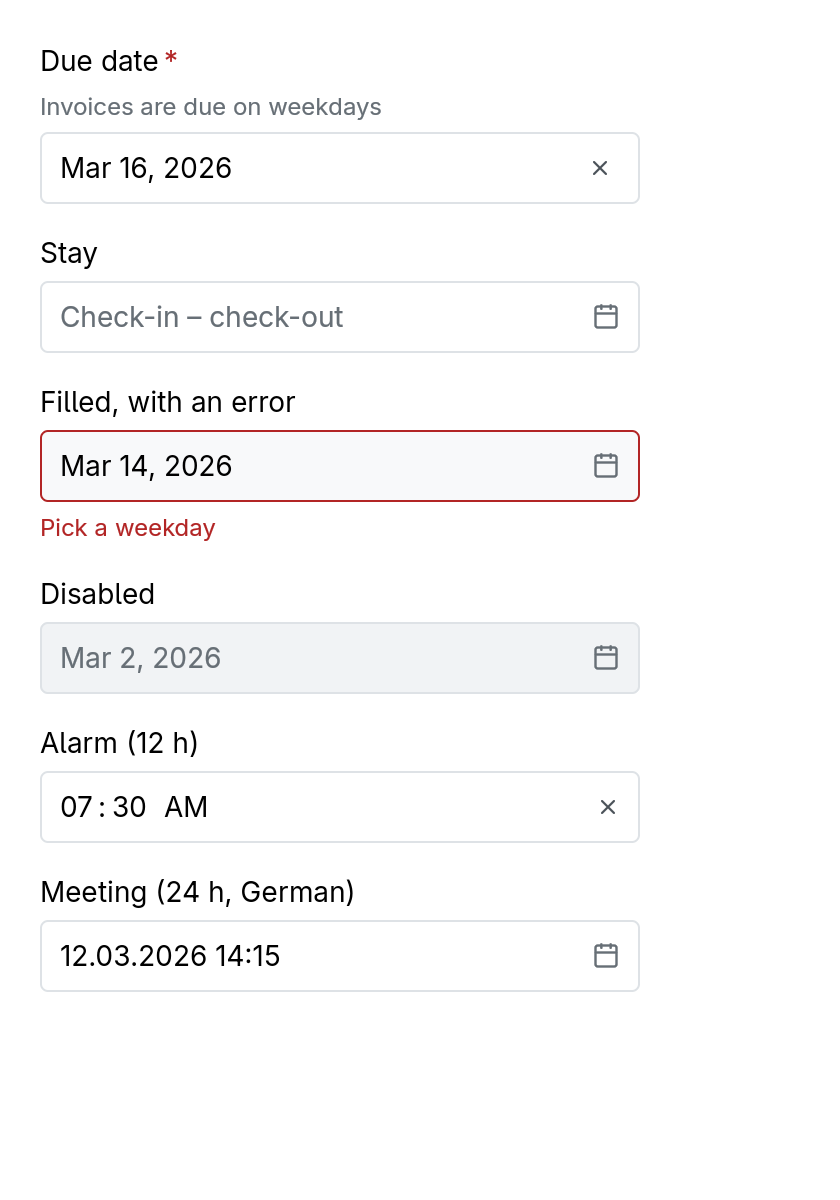 Due date *
Invoices are due on weekdays
Mar 16, 2026
Stay
Check-in – check-out
Filled, with an error
Mar 14, 2026
Pick a weekday
Disabled
Mar 2, 2026
Alarm (12 h)
07 : 30 AM
Meeting (24 h, German)
12.03.2026 14:15